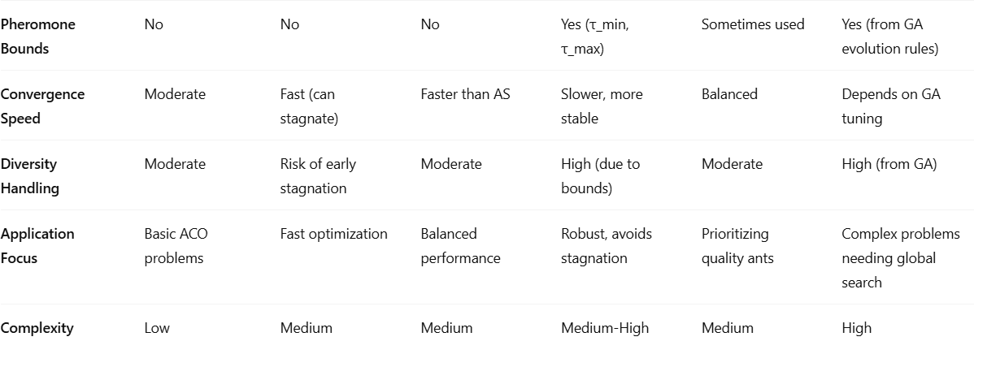 Pheromone Bounds No No No Yes (τ_min, τ_max) Sometimes used Yes (from GA evolution rules)
Convergence Speed Moderate Fast (can stagnate) Faster than AS Slower, more stable Balanced Depends on GA tuning
Diversity Handling Moderate Risk of early stagnation Moderate High (due to bounds) Moderate High (from GA)
Application Focus Basic ACO problems Fast optimization Balanced performance Robust, avoids stagnation Prioritizing quality ants Complex problems needing global search
Complexity Low Medium Medium Medium-High Medium High